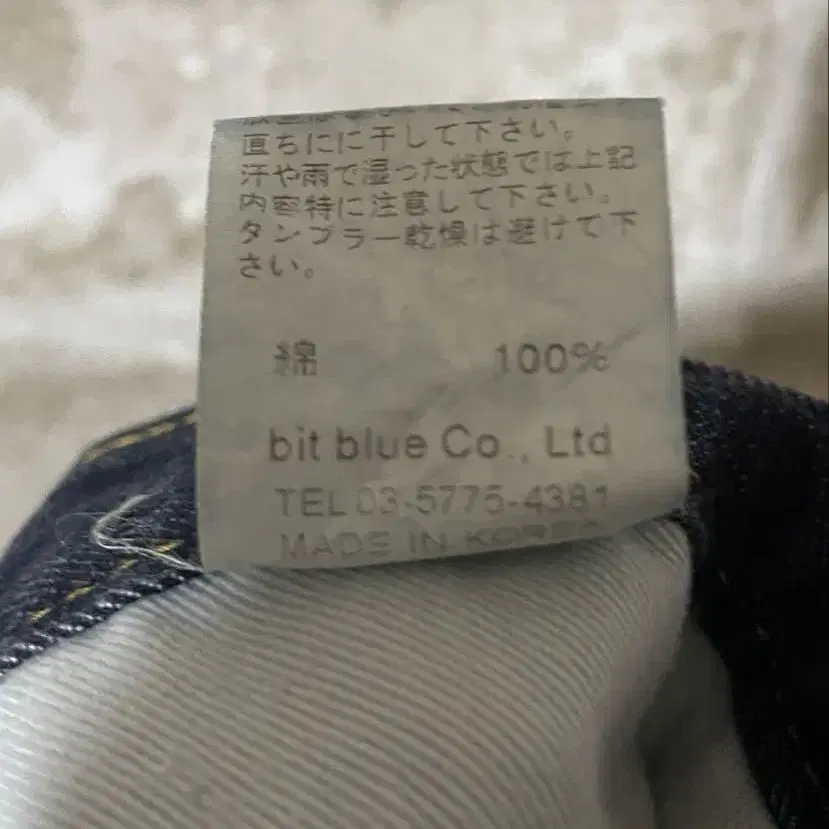 直ちにに干して下さい。
汗や雨で湿った状態では上記
内容特に注意して下さい。
タンブラー乾燥は避けて下
さい。
綿 100%
bit blue Co., Ltd
TEL 03-5775-4381
MADE IN KOREA